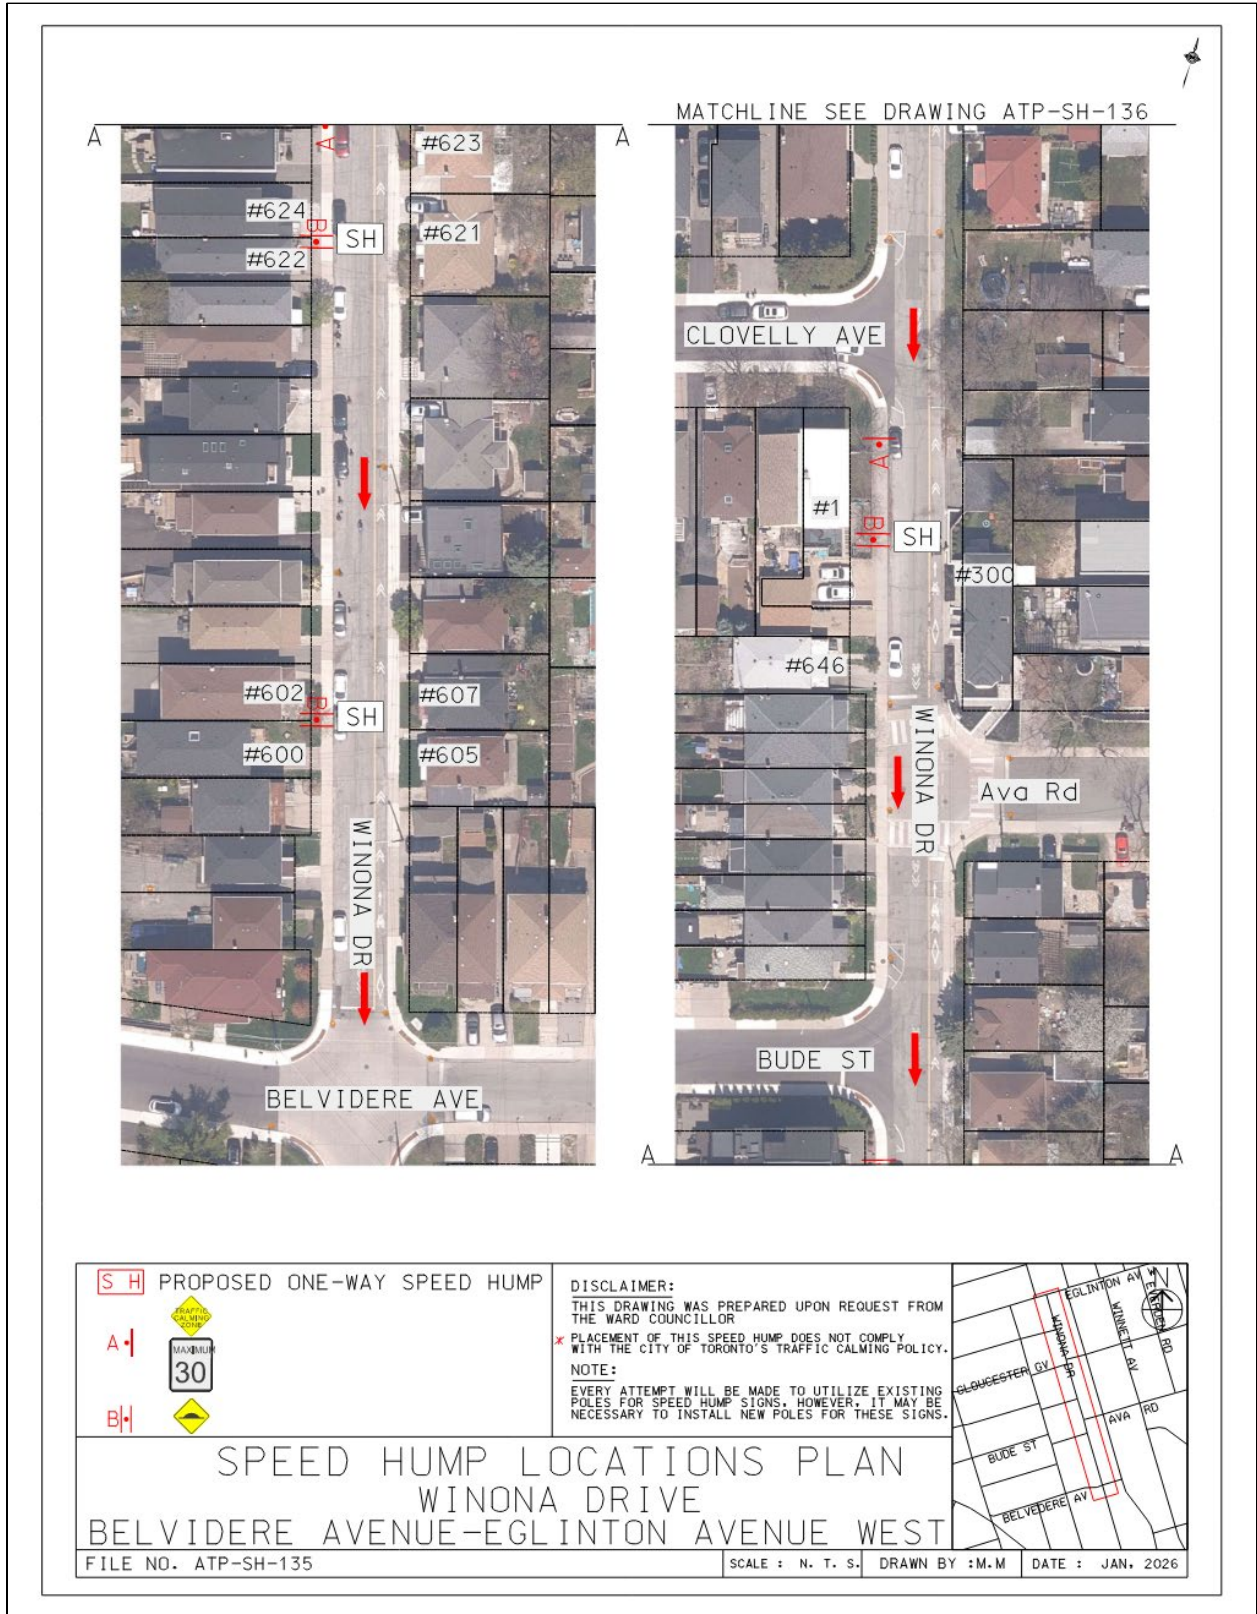 MATCHLINE SEE DRAWING ATP-SH-136
A
A
A
#623
#624
B
SH
#621
#622
#602
B
SH
#607
#600
#605
WINONA DR
BELVIDERE AVE
CLOVELLY AVE
A
#1
B
SH
#300
#646
WINONA DR
Ava Rd
BUDE ST
A
A
S H PROPOSED ONE-WAY SPEED HUMP
TRAFFIC
CALMING
ZONE
A
MAXIMUM
30
B
DISCLAIMER:
THIS DRAWING WAS PREPARED UPON REQUEST FROM
THE WARD COUNCILLOR
* PLACEMENT OF THIS SPEED HUMP DOES NOT COMPLY
WITH THE CITY OF TORONTO'S TRAFFIC CALMING POLICY.
NOTE:
EVERY ATTEMPT WILL BE MADE TO UTILIZE EXISTING
POLES FOR SPEED HUMP SIGNS. HOWEVER, IT MAY BE
NECESSARY TO INSTALL NEW POLES FOR THESE SIGNS.
EGLINTON AV W
N
WINONA DR
WINNETT AV
RD
GLOUCESTER GV
AVA RD
BUDE ST
BELVEDERE AV
SPEED HUMP LOCATIONS PLAN
WINONA DRIVE
BELVIDERE AVENUE-EGLINTON AVENUE WEST
FILE NO. ATP-SH-135
SCALE : N. T. S.
DRAWN BY :M.M
DATE : JAN, 2026